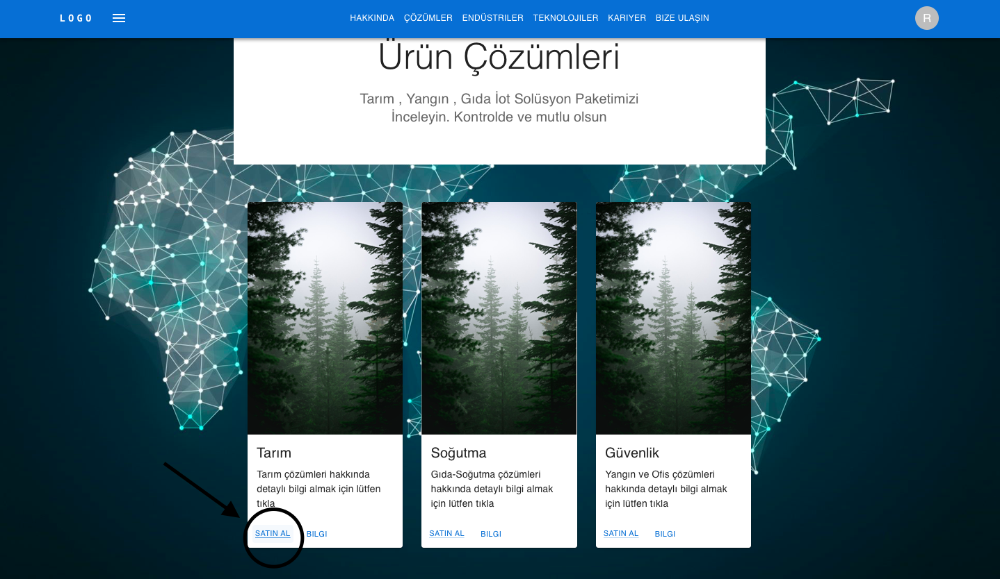 LOGO
HAKKINDA ÇÖZÜMLER ENDÜSTRILER TEKNOLOJILER KARIYER BIZE ULAŞIN
R
Ürün Çözümleri
Tarım , Yangın , Gıda İot Solüsyon Paketimizi
İnceleyin. Kontrolde ve mutlu olsun
Tarım
Tarım çözümleri hakkında
detaylı bilgi almak için lütfen
tıkla
SATIN AL BILGI
Soğutma
Gıda-Soğutma çözümleri
hakkında detaylı bilgi almak
için lütfen tıkla
SATIN AL BILGI
Güvenlik
Yangın ve Ofis çözümleri
hakkında detaylı bilgi almak
için lütfen tıkla
SATIN AL BILGI